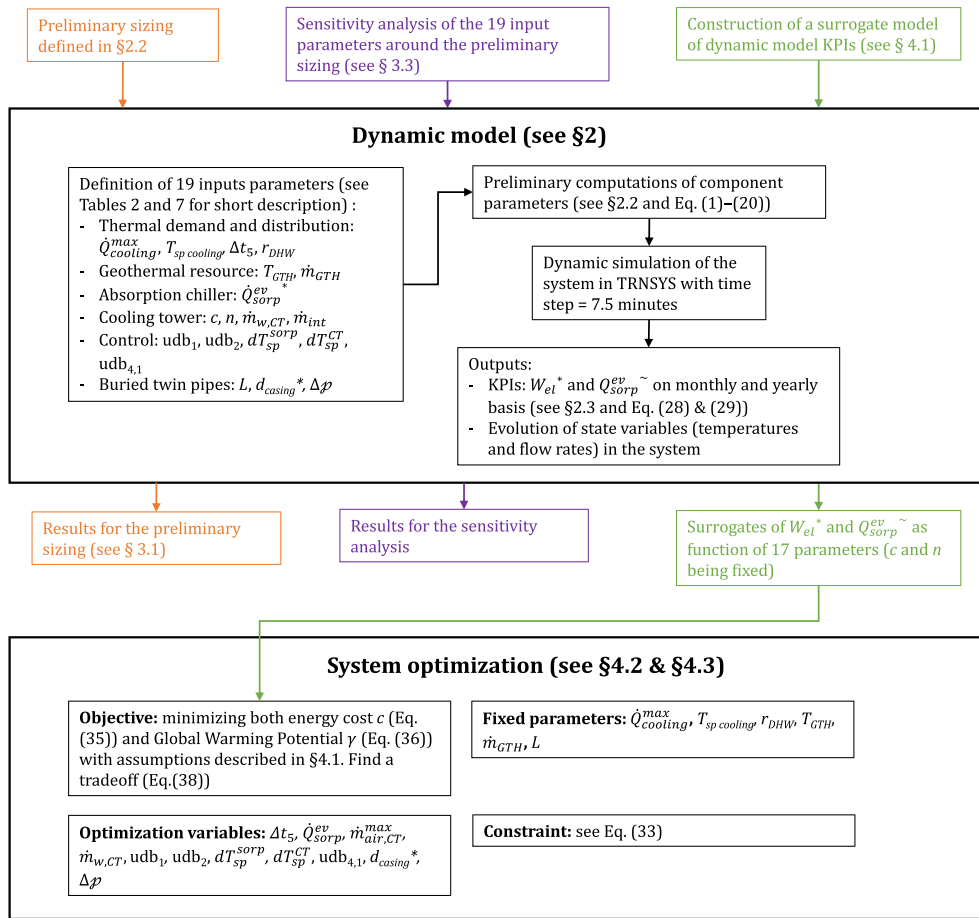 Preliminary sizing
defined in §2.2
Sensitivity analysis of the 19 input
parameters around the preliminary
sizing (see § 3.3)
Construction of a surrogate model
of dynamic model KPIs (see § 4.1)
Dynamic model (see §2)
Definition of 19 inputs parameters (see
Tables 2 and 7 for short description) :
- Thermal demand and distribution:
Q̇_cooling^max, T_sp cooling, Δt₅, r_DHW
- Geothermal resource: T_GTH, ṁ_GTH
- Absorption chiller: Q̇_sorp^ev *
- Cooling tower: c, n, ṁ_w,CT, ṁ_int
- Control: udb₁, udb₂, dT_sp^sorp, dT_sp^CT,
udb₄,₁
- Buried twin pipes: L, d_casing*, Δ𝓅
Preliminary computations of component
parameters (see §2.2 and Eq. (1)–(20))
Dynamic simulation of the
system in TRNSYS with time
step = 7.5 minutes
Outputs:
- KPIs: W_el* and Q_sorp^ev ~ on monthly and yearly
basis (see §2.3 and Eq. (28) & (29))
- Evolution of state variables (temperatures
and flow rates) in the system
Results for the preliminary
sizing (see § 3.1)
Results for the sensitivity
analysis
Surrogates of W_el* and Q_sorp^ev ~ as
function of 17 parameters (c and n
being fixed)
System optimization (see §4.2 & §4.3)
Objective: minimizing both energy cost c (Eq.
(35)) and Global Warming Potential γ (Eq. (36))
with assumptions described in §4.1. Find a
tradeoff (Eq.(38))
Fixed parameters: Q̇_cooling^max, T_sp cooling, r_DHW, T_GTH,
ṁ_GTH, L
Optimization variables: Δt₅, Q̇_sorp^ev, ṁ_air,CT^max,
ṁ_w,CT, udb₁, udb₂, dT_sp^sorp, dT_sp^CT, udb₄,₁, d_casing*,
Δ𝓅
Constraint: see Eq. (33)